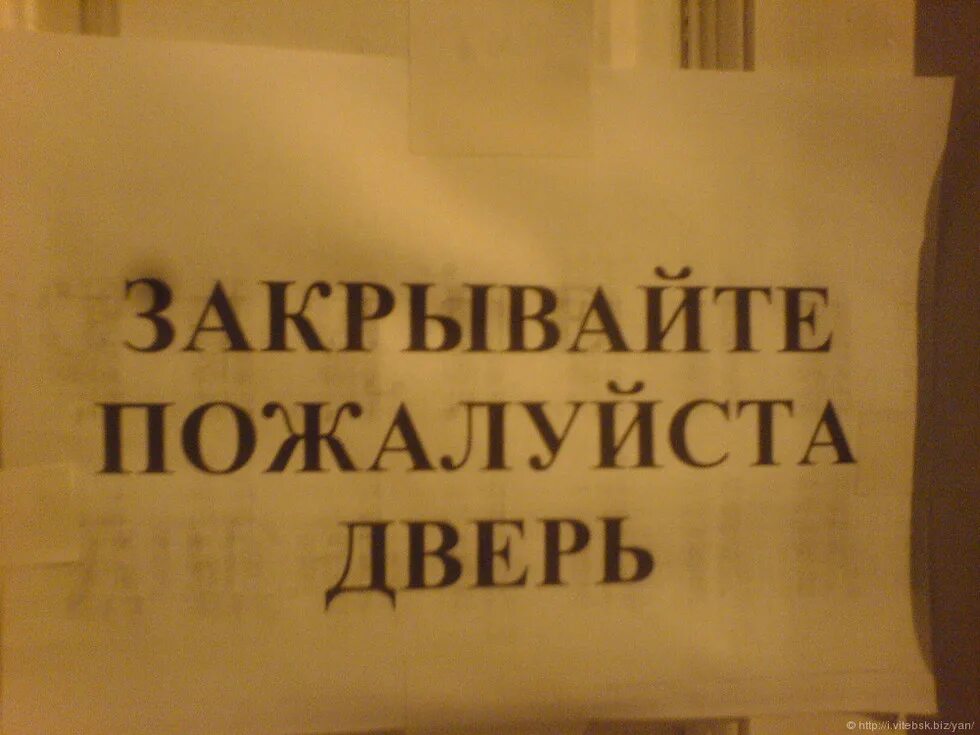 ЗАКРЫВАЙТЕ
ПОЖАЛУЙСТА
ДВЕРЬ
© http://i.vitebsk.biz/yan/